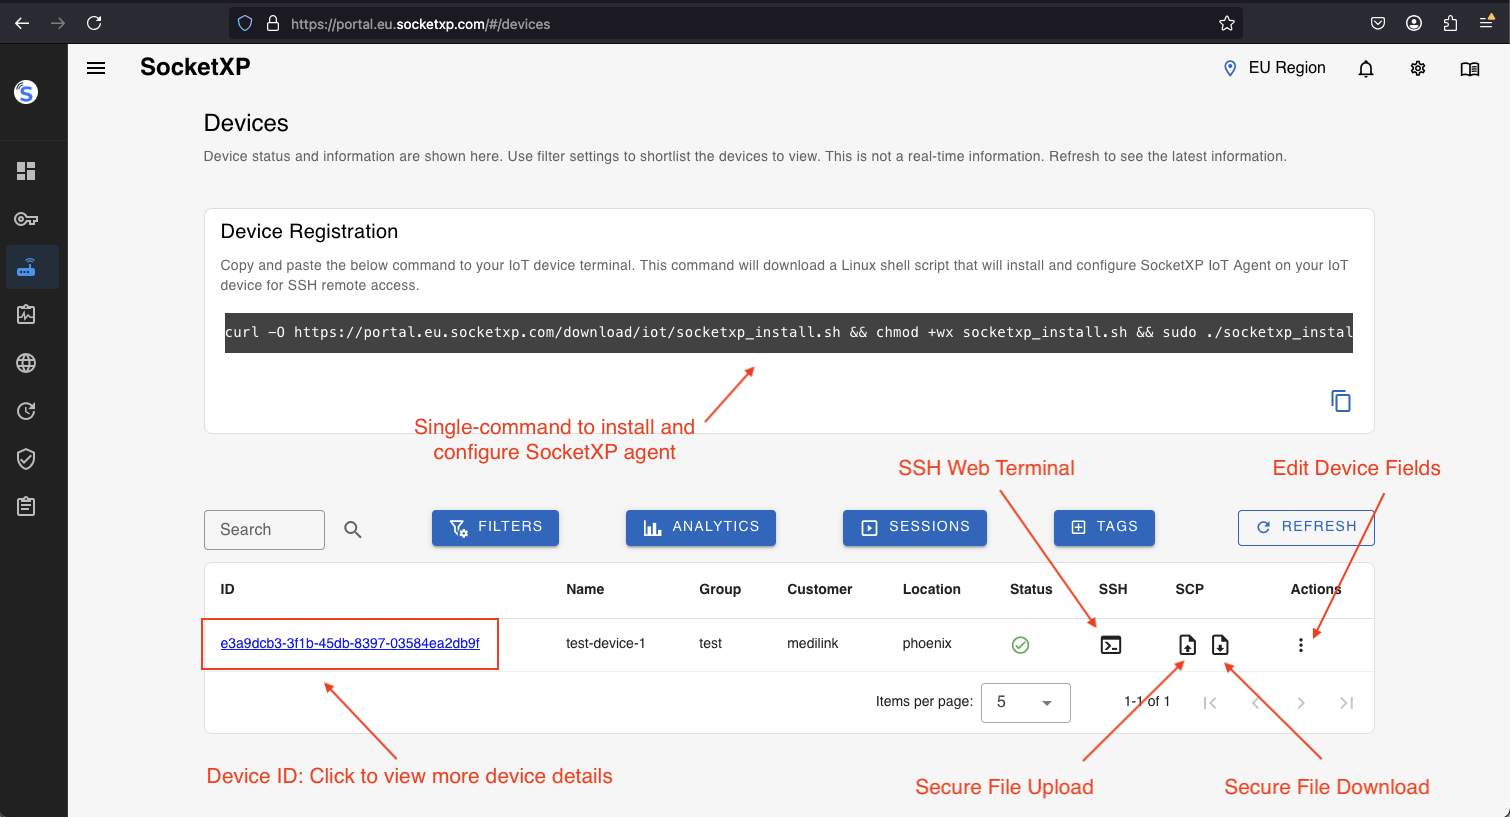 https://portal.eu.socketxp.com/#/devices
SocketXP
EU Region
Devices
Device status and information are shown here. Use filter settings to shortlist the devices to view. This is not a real-time information. Refresh to see the latest information.
Device Registration
Copy and paste the below command to your IoT device terminal. This command will download a Linux shell script that will install and configure SocketXP IoT Agent on your IoT
device for SSH remote access.
curl -O https://portal.eu.socketxp.com/download/iot/socketxp_install.sh && chmod +wx socketxp_install.sh && sudo ./socketxp_instal
Single-command to install and
configure SocketXP agent
SSH Web Terminal
Edit Device Fields
Search
FILTERS
ANALYTICS
SESSIONS
TAGS
REFRESH
ID Name Group Customer Location Status SSH SCP Actions
e3a9dcb3-3f1b-45db-8397-03584ea2db9f test-device-1 test medilink phoenix
Items per page: 5 1-1 of 1
Device ID: Click to view more device details
Secure File Upload
Secure File Download